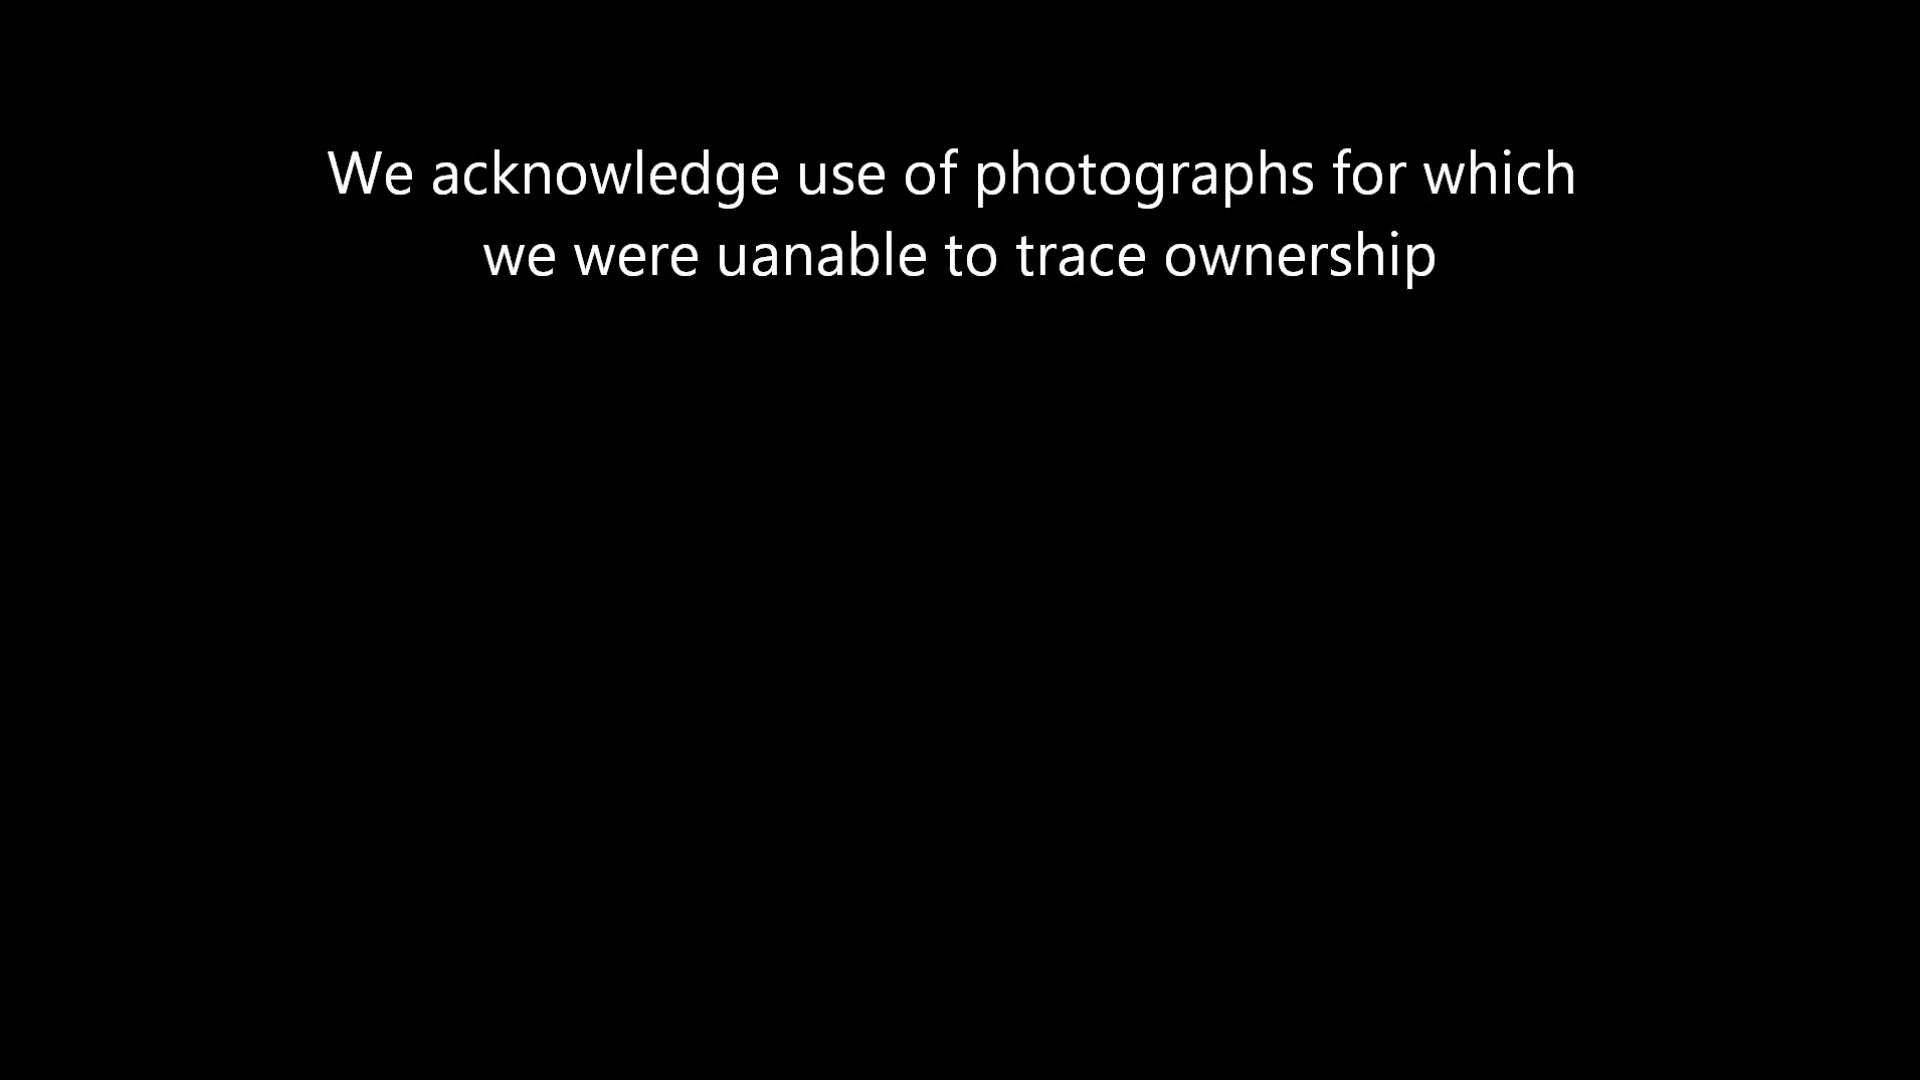 We acknowledge use of photographs for which
we were uanable to trace ownership